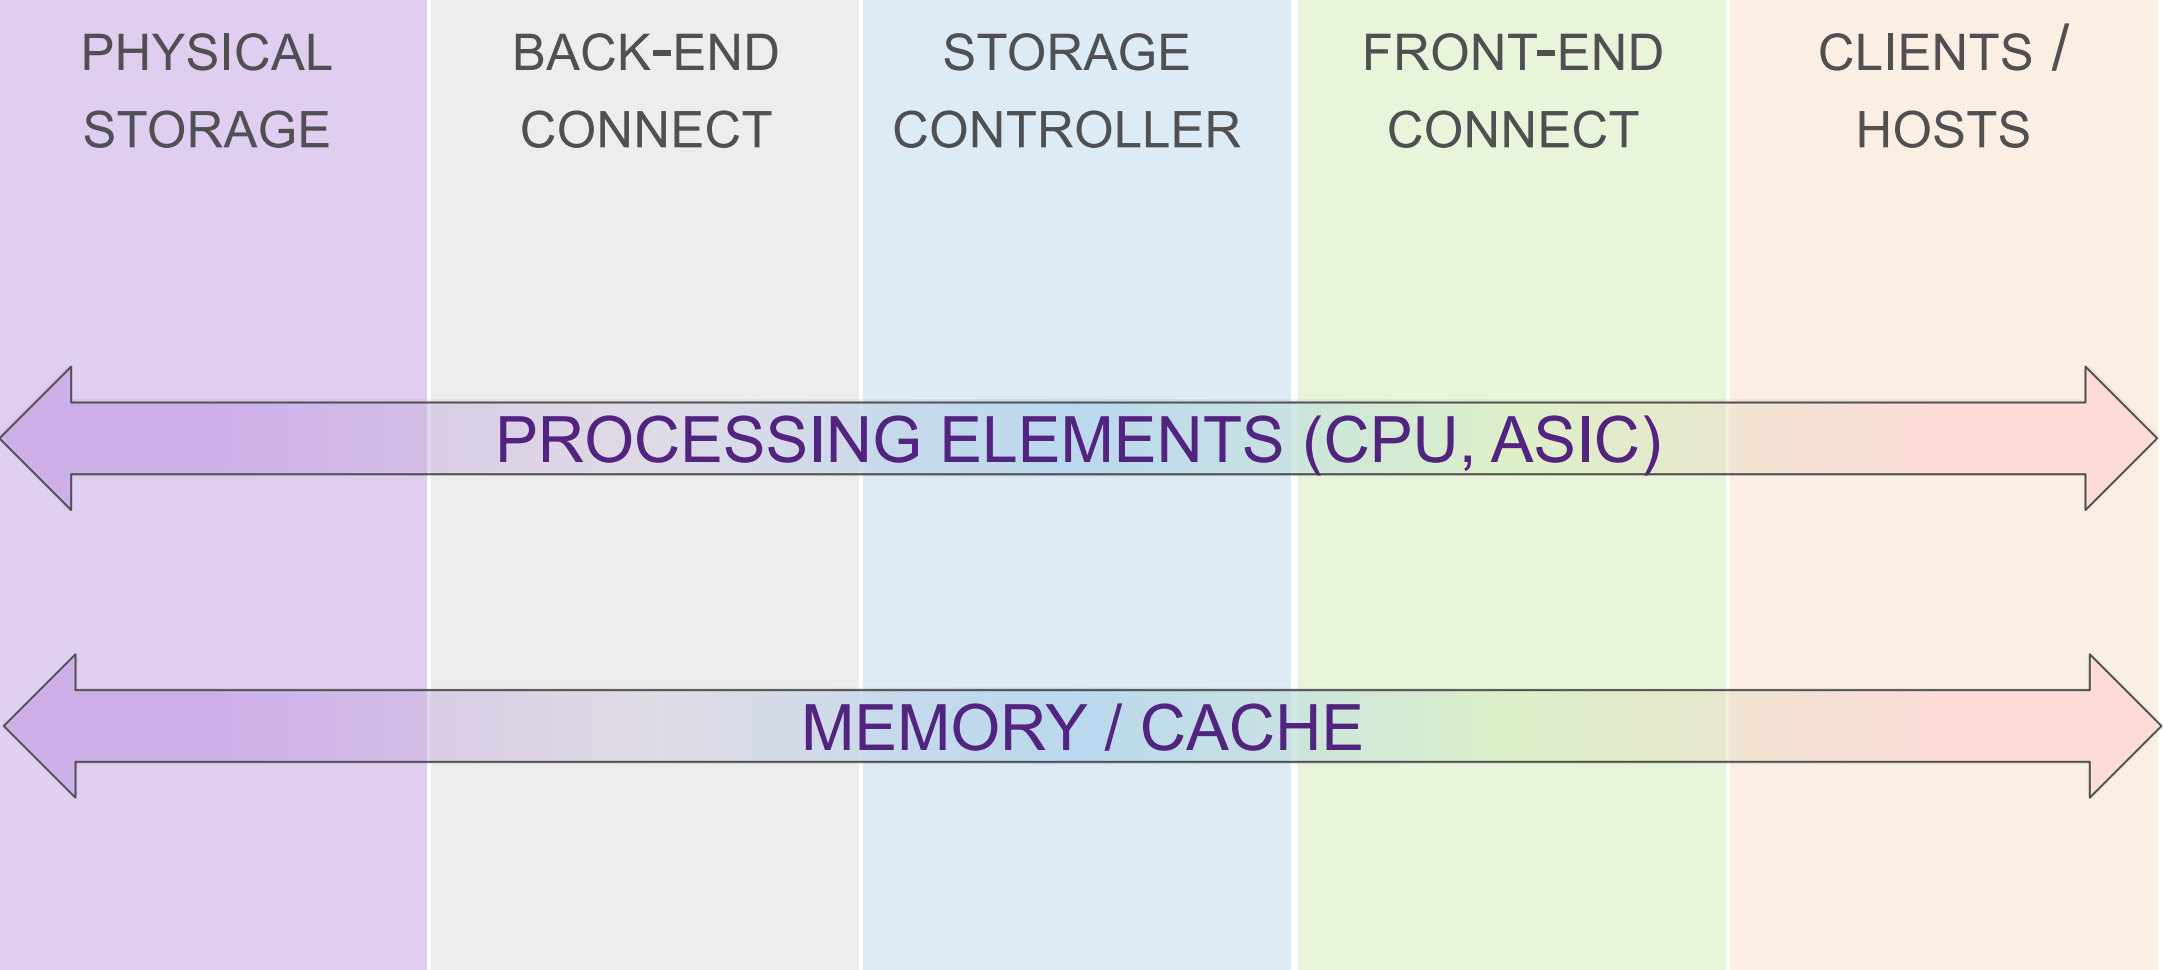 PHYSICAL
STORAGE
BACK-END
CONNECT
STORAGE
CONTROLLER
FRONT-END
CONNECT
CLIENTS /
HOSTS
PROCESSING ELEMENTS (CPU, ASIC)
MEMORY / CACHE